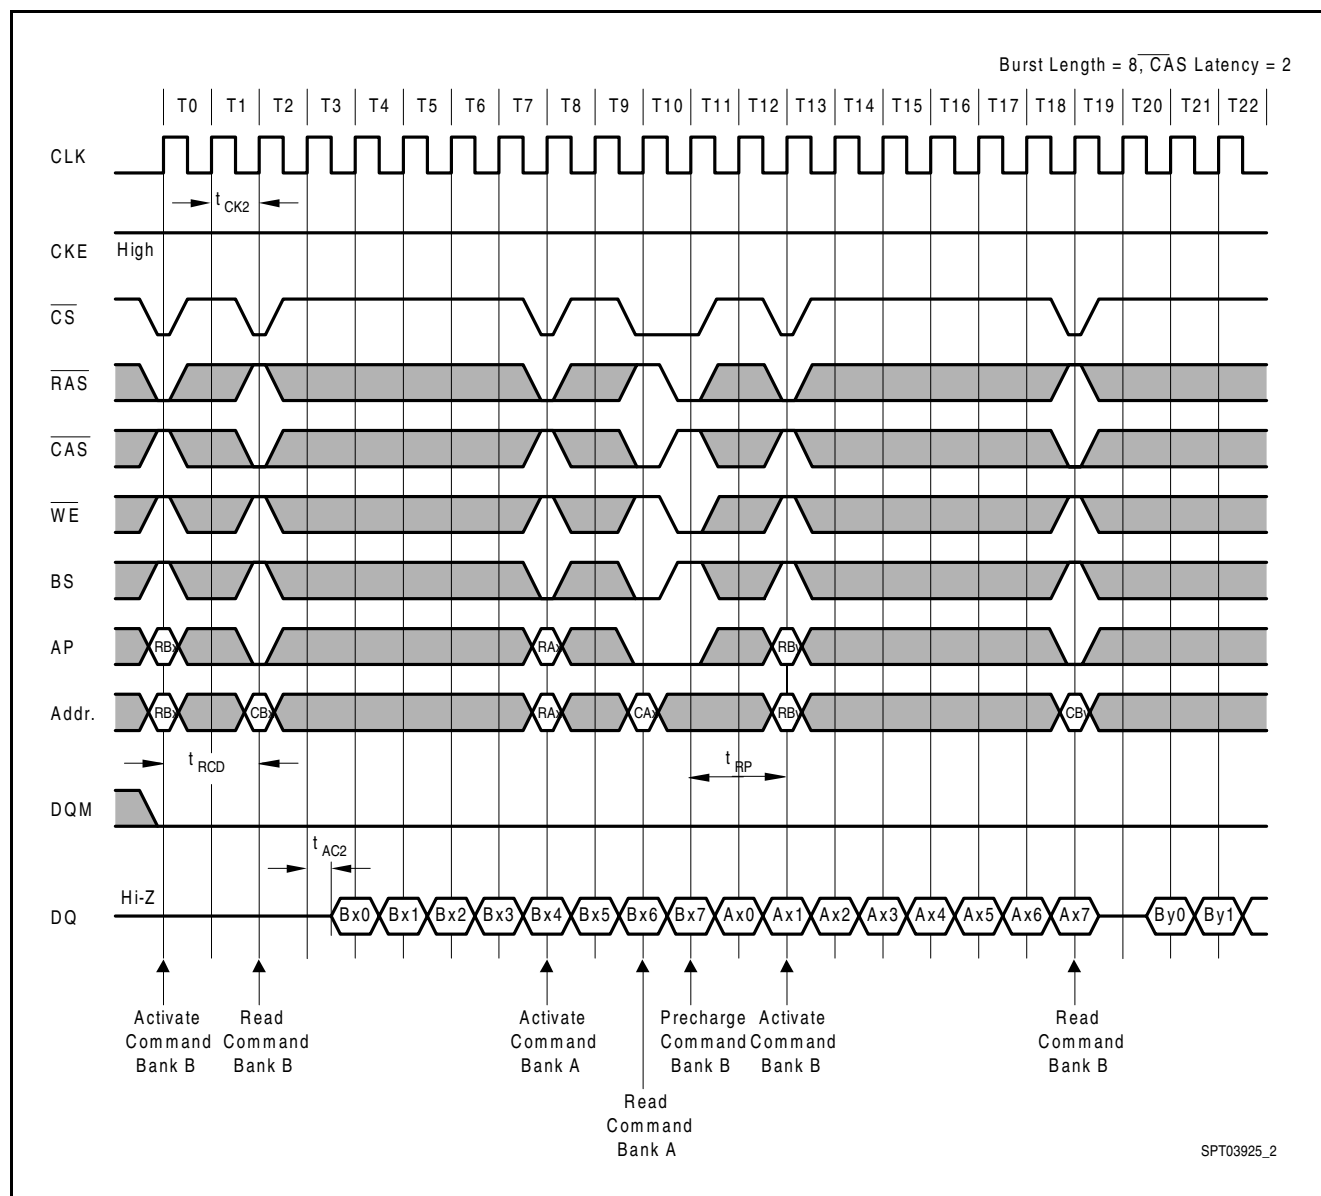 Burst Length = 8, CAS Latency = 2
T0 T1 T2 T3 T4 T5 T6 T7 T8 T9 T10 T11 T12 T13 T14 T15 T16 T17 T18 T19 T20 T21 T22
CLK
t CK2
CKE High
CS
RAS
CAS
WE
BS
AP RBx RAx RBy
Addr. RBx CBx RAx CAx RBy CBy
t RCD t RP
DQM
t AC2
DQ Hi-Z Bx0 Bx1 Bx2 Bx3 Bx4 Bx5 Bx6 Bx7 Ax0 Ax1 Ax2 Ax3 Ax4 Ax5 Ax6 Ax7 By0 By1
Activate Command Bank B
Read Command Bank B
Activate Command Bank A
Read Command Bank A
Precharge Command Bank B
Activate Command Bank B
Read Command Bank B
SPT03925_2